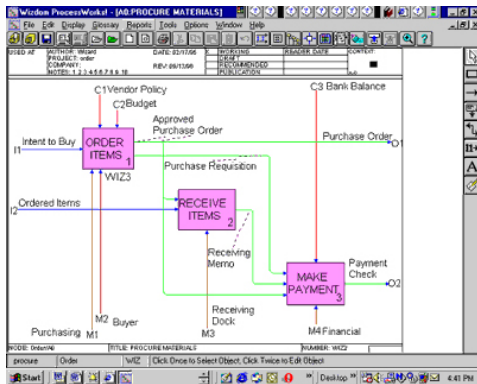 Wizdom ProcessWorks! - [A0:PROCURE MATERIALS]
File Edit Display Glossary Reports Tools Options Window Help
USED AT
AUTHOR: Wizard
DATE: 02/17/96
WORKING
READER DATE
CONTEXT:
PROJECT: order
DRAFT
COMPANY:
REV: 05/13/96
RECOMMENDED
NOTES: 1 2 3 4 5 6 7 8 9 10
PUBLICATION
A-0
C1 Vendor Policy
C3 Bank Balance
C2 Budget
Approved
Purchase Order
Purchase Order
O1
Intent to Buy
I1
ORDER
ITEMS
1
Purchase Requisition
WIZ3
Ordered Items
I2
RECEIVE
ITEMS
2
Receiving
Memo
Payment
Check
MAKE
PAYMENT
3
O2
M2
Buyer
Receiving
Dock
Purchasing
M1
M3
M4 Financial
NODE: Order/A0
TITLE: PROCURE MATERIALS
NUMBER: WIZ2
procure
Order
WIZ
Click Once to Select Object, Click Twice to Edit Object
Start
Desktop
4:41 PM